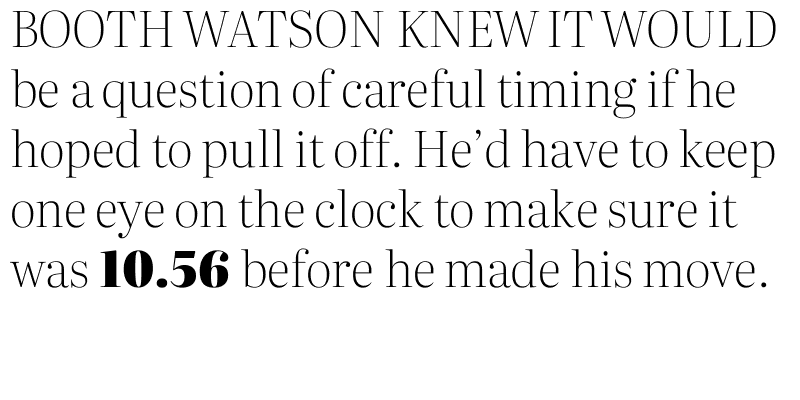 BOOTH WATSON KNEW IT WOULD
be a question of careful timing if he
hoped to pull it off. He’d have to keep
one eye on the clock to make sure it
was 10.56 before he made his move.